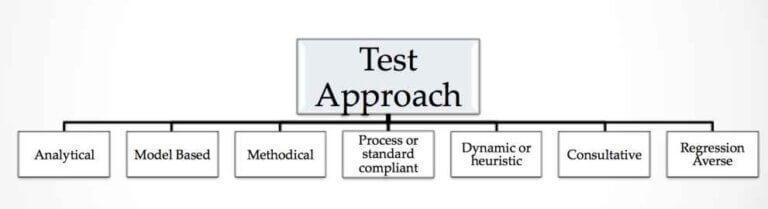 Test
Approach
Analytical
Model Based
Methodical
Process or
standard
compliant
Dynamic or
heuristic
Consultative
Regression
Averse